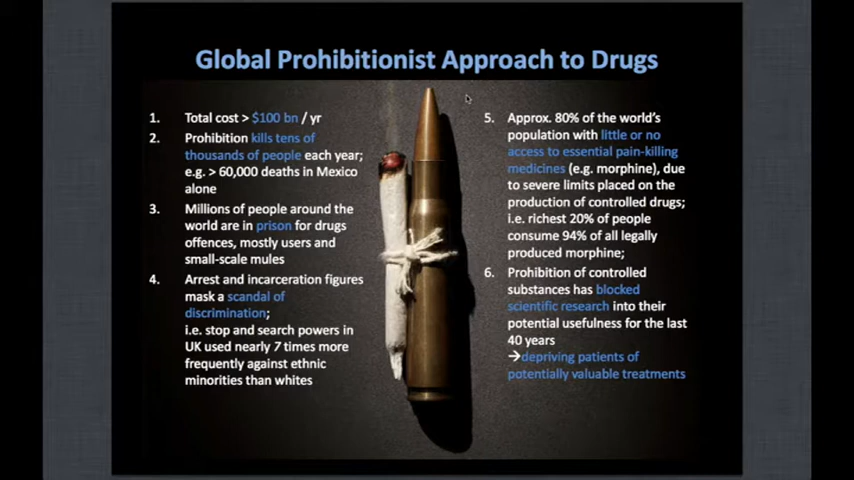 Global Prohibitionist Approach to Drugs
1. Total cost > $100 bn / yr
2. Prohibition kills tens of
thousands of people each year;
e.g. > 60,000 deaths in Mexico
alone
3. Millions of people around the
world are in prison for drugs
offences, mostly users and
small-scale mules
4. Arrest and incarceration figures
mask a scandal of
discrimination;
i.e. stop and search powers in
UK used nearly 7 times more
frequently against ethnic
minorities than whites
5. Approx. 80% of the world's
population with little or no
access to essential pain-killing
medicines (e.g. morphine), due
to severe limits placed on the
production of controlled drugs;
i.e. richest 20% of people
consume 94% of all legally
produced morphine;
6. Prohibition of controlled
substances has blocked
scientific research into their
potential usefulness for the last
40 years
→depriving patients of
potentially valuable treatments